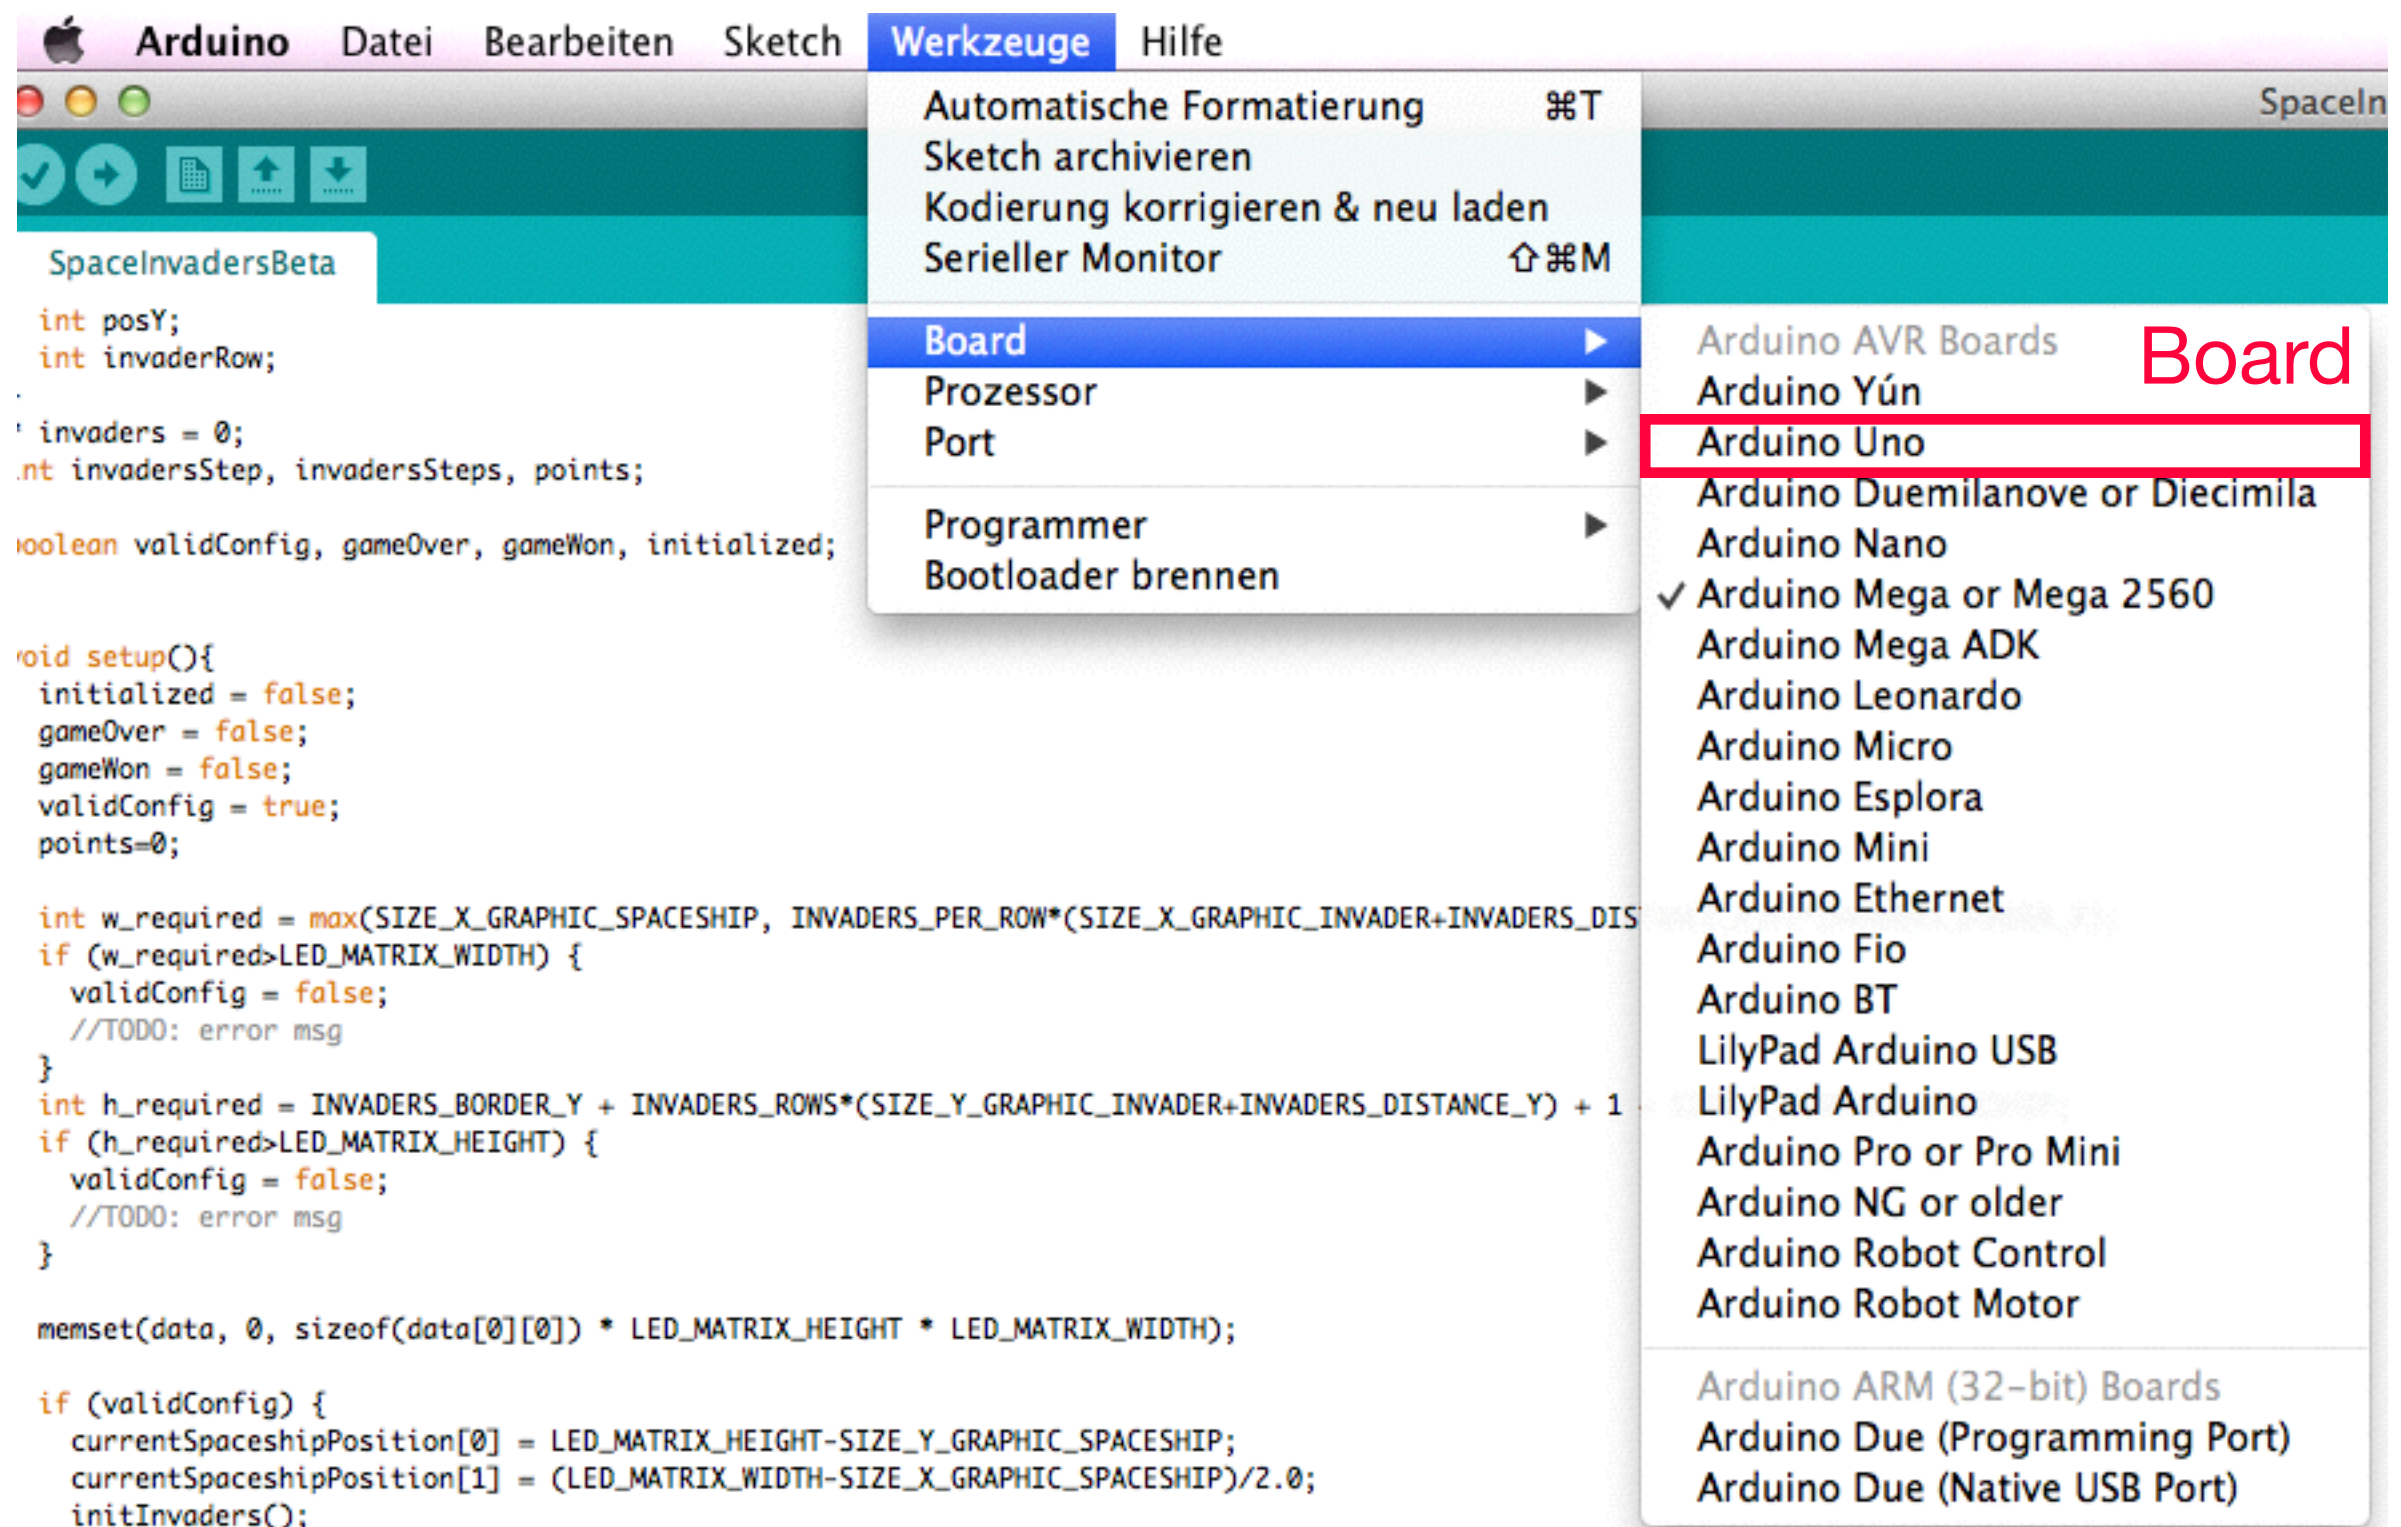 Arduino Datei Bearbeiten Sketch Werkzeuge Hilfe
SpaceIn
Automatische Formatierung ⌘T
Sketch archivieren
Kodierung korrigieren & neu laden
Serieller Monitor ⇧⌘M
Board
Prozessor
Port
Programmer
Bootloader brennen
Board
Arduino AVR Boards
Arduino Yún
Arduino Uno
Arduino Duemilanove or Diecimila
Arduino Nano
✓ Arduino Mega or Mega 2560
Arduino Mega ADK
Arduino Leonardo
Arduino Micro
Arduino Esplora
Arduino Mini
Arduino Ethernet
Arduino Fio
Arduino BT
LilyPad Arduino USB
LilyPad Arduino
Arduino Pro or Pro Mini
Arduino NG or older
Arduino Robot Control
Arduino Robot Motor
Arduino ARM (32-bit) Boards
Arduino Due (Programming Port)
Arduino Due (Native USB Port)
SpaceInvadersBeta
int posY;
int invaderRow;
* invaders = 0;
nt invadersStep, invadersSteps, points;
oolean validConfig, gameOver, gameWon, initialized;
oid setup(){
initialized = false;
gameOver = false;
gameWon = false;
validConfig = true;
points=0;
int w_required = max(SIZE_X_GRAPHIC_SPACESHIP, INVADERS_PER_ROW*(SIZE_X_GRAPHIC_INVADER+INVADERS_DIS
if (w_required>LED_MATRIX_WIDTH) {
validConfig = false;
//TODO: error msg
}
int h_required = INVADERS_BORDER_Y + INVADERS_ROWS*(SIZE_Y_GRAPHIC_INVADER+INVADERS_DISTANCE_Y) + 1
if (h_required>LED_MATRIX_HEIGHT) {
validConfig = false;
//TODO: error msg
}
memset(data, 0, sizeof(data[0][0]) * LED_MATRIX_HEIGHT * LED_MATRIX_WIDTH);
if (validConfig) {
currentSpaceshipPosition[0] = LED_MATRIX_HEIGHT-SIZE_Y_GRAPHIC_SPACESHIP;
currentSpaceshipPosition[1] = (LED_MATRIX_WIDTH-SIZE_X_GRAPHIC_SPACESHIP)/2.0;
initInvaders();